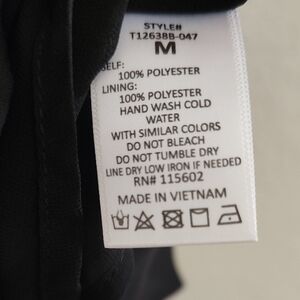 STYLE#
T12638B-047
M
SELF:
100% POLYESTER
LINING:
100% POLYESTER
HAND WASH COLD
WATER
WITH SIMILAR COLORS
DO NOT BLEACH
DO NOT TUMBLE DRY
LINE DRY LOW IRON IF NEEDED
RN# 115602
MADE IN VIETNAM